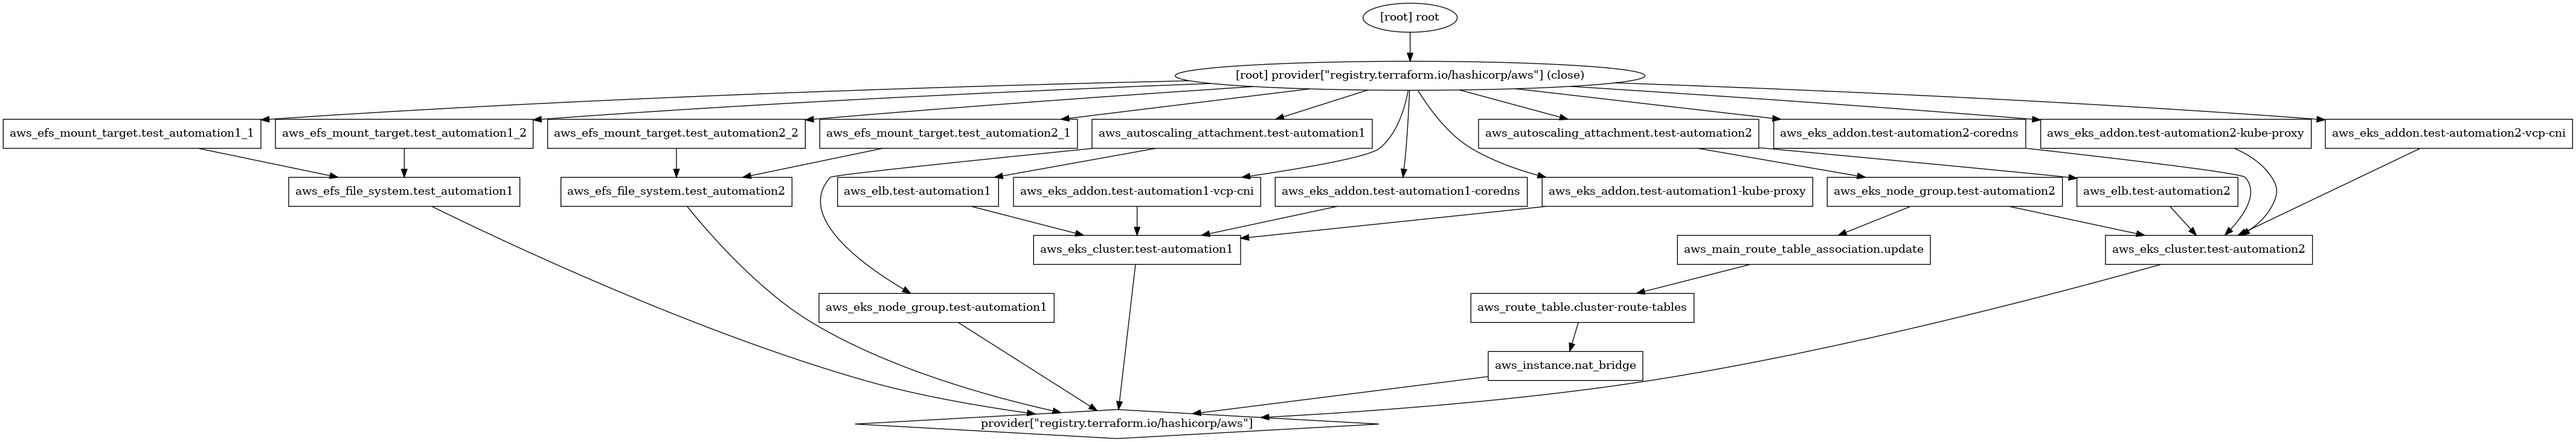 [root] root
[root] provider["registry.terraform.io/hashicorp/aws"] (close)
aws_efs_mount_target.test_automation1_1
aws_efs_mount_target.test_automation1_2
aws_efs_mount_target.test_automation2_2
aws_efs_mount_target.test_automation2_1
aws_autoscaling_attachment.test-automation1
aws_autoscaling_attachment.test-automation2
aws_eks_addon.test-automation2-coredns
aws_eks_addon.test-automation2-kube-proxy
aws_eks_addon.test-automation2-vcp-cni
aws_efs_file_system.test_automation1
aws_efs_file_system.test_automation2
aws_elb.test-automation1
aws_eks_addon.test-automation1-vcp-cni
aws_eks_addon.test-automation1-coredns
aws_eks_addon.test-automation1-kube-proxy
aws_eks_node_group.test-automation2
aws_elb.test-automation2
aws_eks_cluster.test-automation1
aws_main_route_table_association.update
aws_eks_cluster.test-automation2
aws_eks_node_group.test-automation1
aws_route_table.cluster-route-tables
aws_instance.nat_bridge
provider["registry.terraform.io/hashicorp/aws"]